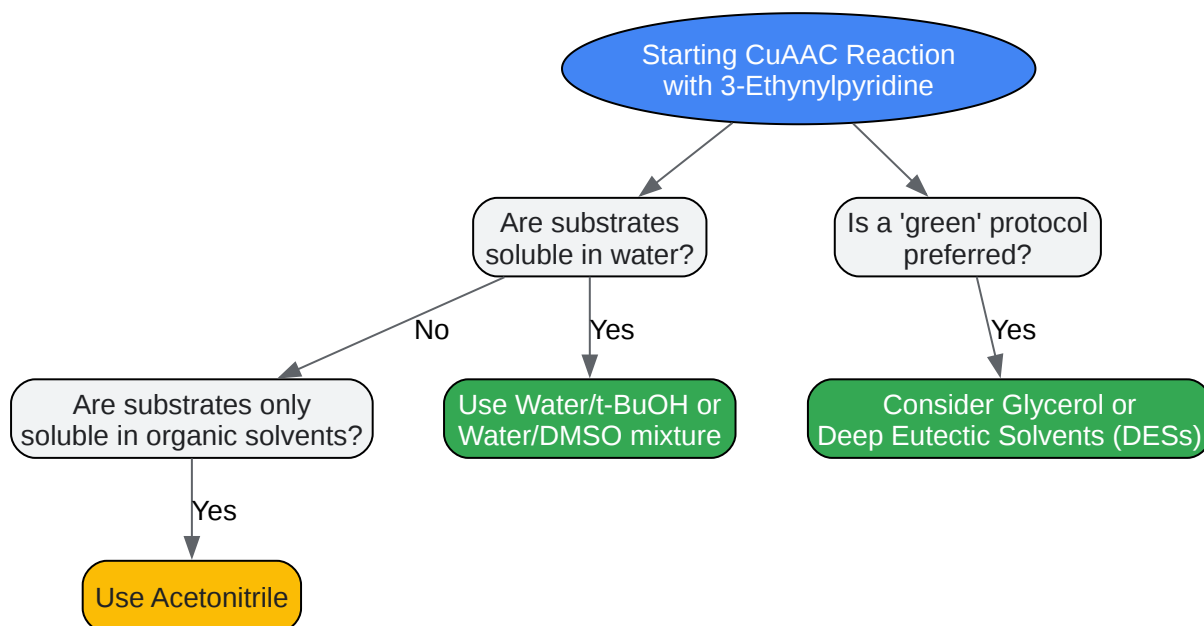 Starting CuAAC Reaction
with 3-Ethynylpyridine
Are substrates
soluble in water?
Is a 'green' protocol
preferred?
No
Yes
Yes
Are substrates only
soluble in organic solvents?
Use Water/t-BuOH or
Water/DMSO mixture
Consider Glycerol or
Deep Eutectic Solvents (DESs)
Yes
Use Acetonitrile